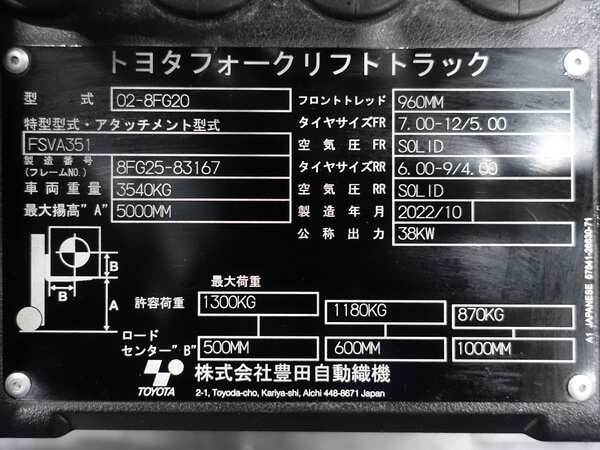 トヨタフォークリフトトラック
型 式 02-8FG20 フロントトレッド 960MM
特型型式・アタッチメント型式 タイヤサイズFR 7.00-12/5.00
FSVA351 空気圧FR SOLID
製造番号 (フレームNO.) 8FG25-83167 タイヤサイズRR 6.00-9/4.00
車両重量 3540KG 空気圧RR SOLID
最大揚高"A" 5000MM 製造年月 2022/10
公称出力 38KW
B
B
A
最大荷重
許容荷重 1300KG 1180KG 870KG
ロード
センター"B" 500MM 600MM 1000MM
TOYOTA 株式会社豊田自動織機
2-1, Toyoda-cho, Kariya-shi, Aichi 448-8671 Japan
A1 JAPANESE 57841-26630-71